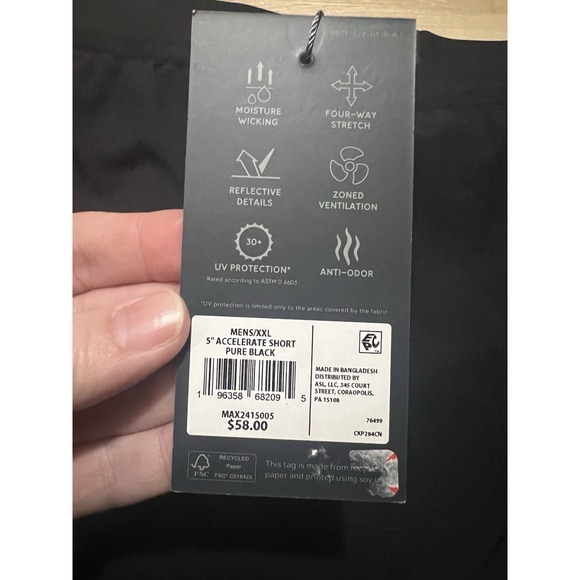 MOISTURE
WICKING
FOUR-WAY
STRETCH
REFLECTIVE
DETAILS
ZONED
VENTILATION
30+
UV PROTECTION*
Rated according to ASTM D 6603
ANTI-ODOR
*UV protection is limited only to the areas covered by the fabric.
MENS/XXL
5" ACCELERATE SHORT
PURE BLACK
1 96358 68209 5
MAX2415005
$58.00
MADE IN BANGLADESH
DISTRIBUTED BY
ASL, LLC, 345 COURT
STREET, CORAOPOLIS,
PA 15108
76499
CKP284CN
FSC
RECYCLED
Paper
FSC® C016423
This tag is made from
paper and printed using soy